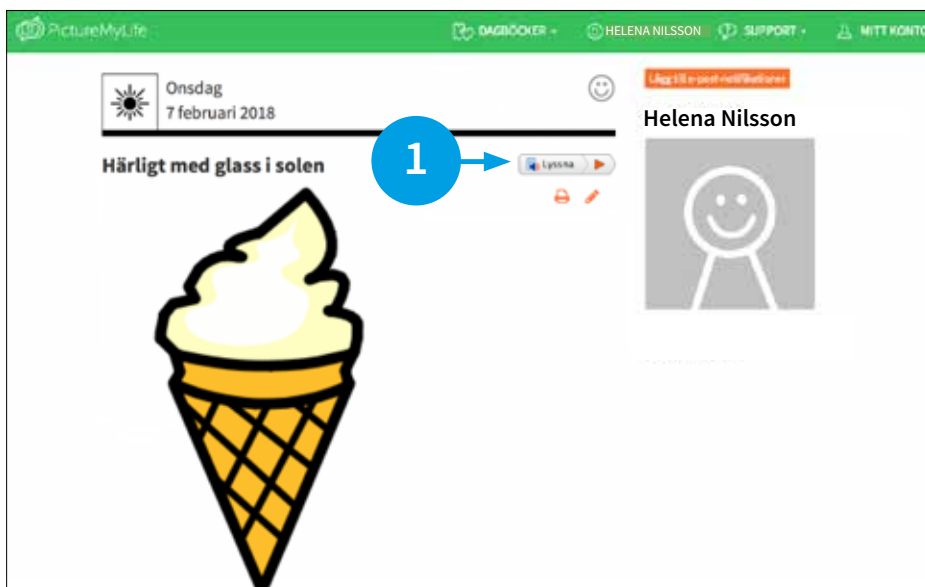 PictureMyLife DAGBÖCKER HELENA NILSSON SUPPORT MITT KONTO
Onsdag
7 februari 2018
Lägg till e-post-notifikationer
Helena Nilsson
Härligt med glass i solen
1
Lyssna